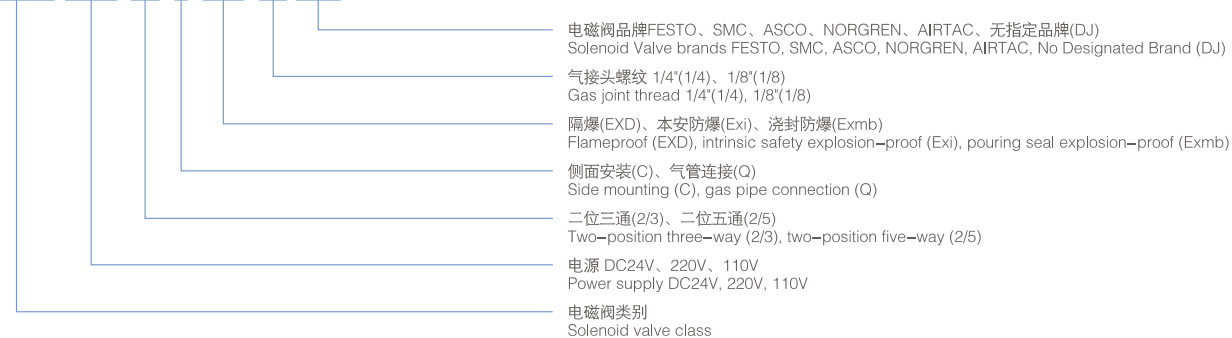 电磁阀品牌FESTO、SMC、ASCO、NORGREN、AIRTAC、无指定品牌(DJ)
Solenoid Valve brands FESTO, SMC, ASCO, NORGREN, AIRTAC, No Designated Brand (DJ)
气接头螺纹 1/4"(1/4)、1/8"(1/8)
Gas joint thread 1/4"(1/4), 1/8"(1/8)
隔爆(EXD)、本安防爆(Exi)、浇封防爆(Exmb)
Flameproof (EXD), intrinsic safety explosion–proof (Exi), pouring seal explosion–proof (Exmb)
侧面安装(C)、气管连接(Q)
Side mounting (C), gas pipe connection (Q)
二位三通(2/3)、二位五通(2/5)
Two–position three–way (2/3), two–position five–way (2/5)
电源 DC24V、220V、110V
Power supply DC24V, 220V, 110V
电磁阀类别
Solenoid valve class